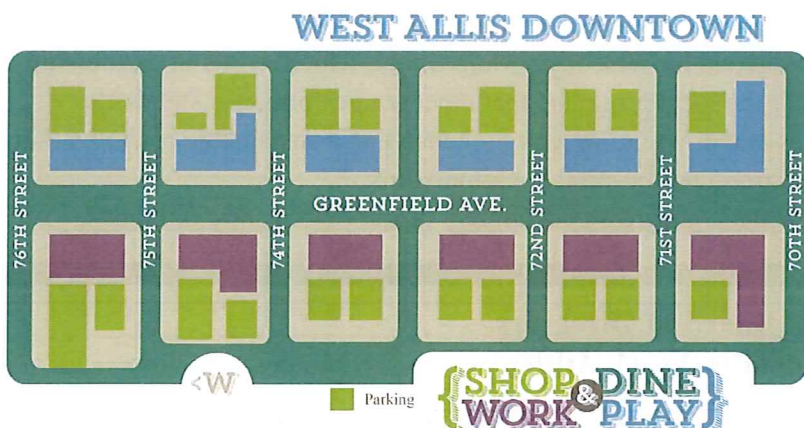 WEST ALLIS DOWNTOWN
76TH STREET
75TH STREET
74TH STREET
GREENFIELD AVE.
72ND STREET
71ST STREET
70TH STREET
<W
Parking
{SHOP & DINE
WORK PLAY}